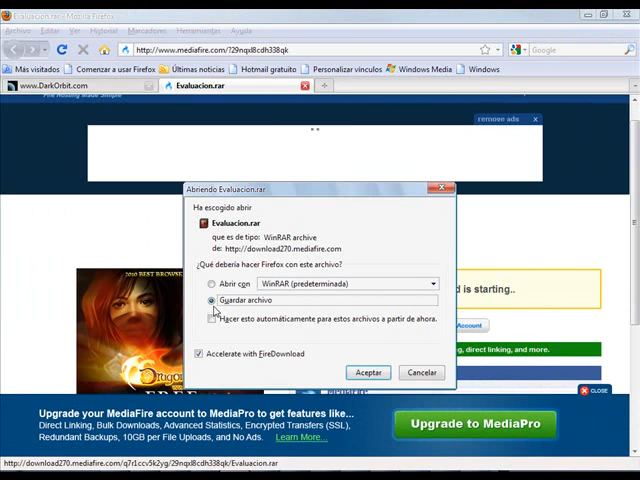 Evaluacion.rar - Mozilla Firefox
Archivo Editar Ver Historial Marcadores Herramientas Ayuda
http://www.mediafire.com/?29nqxl8cdh338qk
Google
Más visitados Comenzar a usar Firefox Últimas noticias Hotmail gratuito Personalizar vínculos Windows Media Windows
www.DarkOrbit.com Evaluacion.rar
File Hosting Made Simple
remove ads x
Abriendo Evaluacion.rar
Ha escogido abrir
Evaluacion.rar
que es de tipo: WinRAR archive
de: http://download270.mediafire.com
¿Qué debería hacer Firefox con este archivo?
Abrir con WinRAR (predeterminada)
Guardar archivo
Hacer esto automáticamente para estos archivos a partir de ahora.
Accelerate with FireDownload
Aceptar Cancelar
2010 BEST BROWSE
d is starting..
Media
g, direct linking, and more.
CLOSE
Upgrade your MediaFire account to MediaPro to get features like...
Direct Linking, Bulk Downloads, Advanced Statistics, Encrypted Transfers (SSL),
Redundant Backups, 10GB per File Uploads, and No Ads. Learn More...
Upgrade to MediaPro
http://download270.mediafire.com/q7r1ccv5k2yg/29nqxl8cdh338qk/Evaluacion.rar